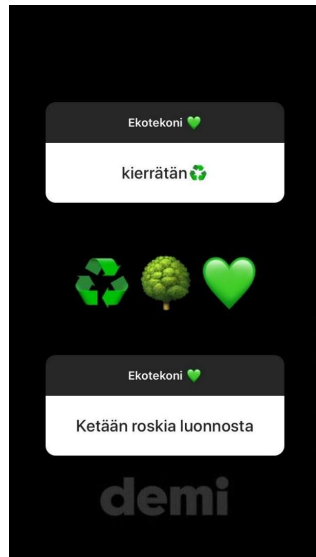 Ekotekoni 💚
kierrätän♻️
♻️🌳💚
Ekotekoni 💚
Ketään roskia luonnosta
demi